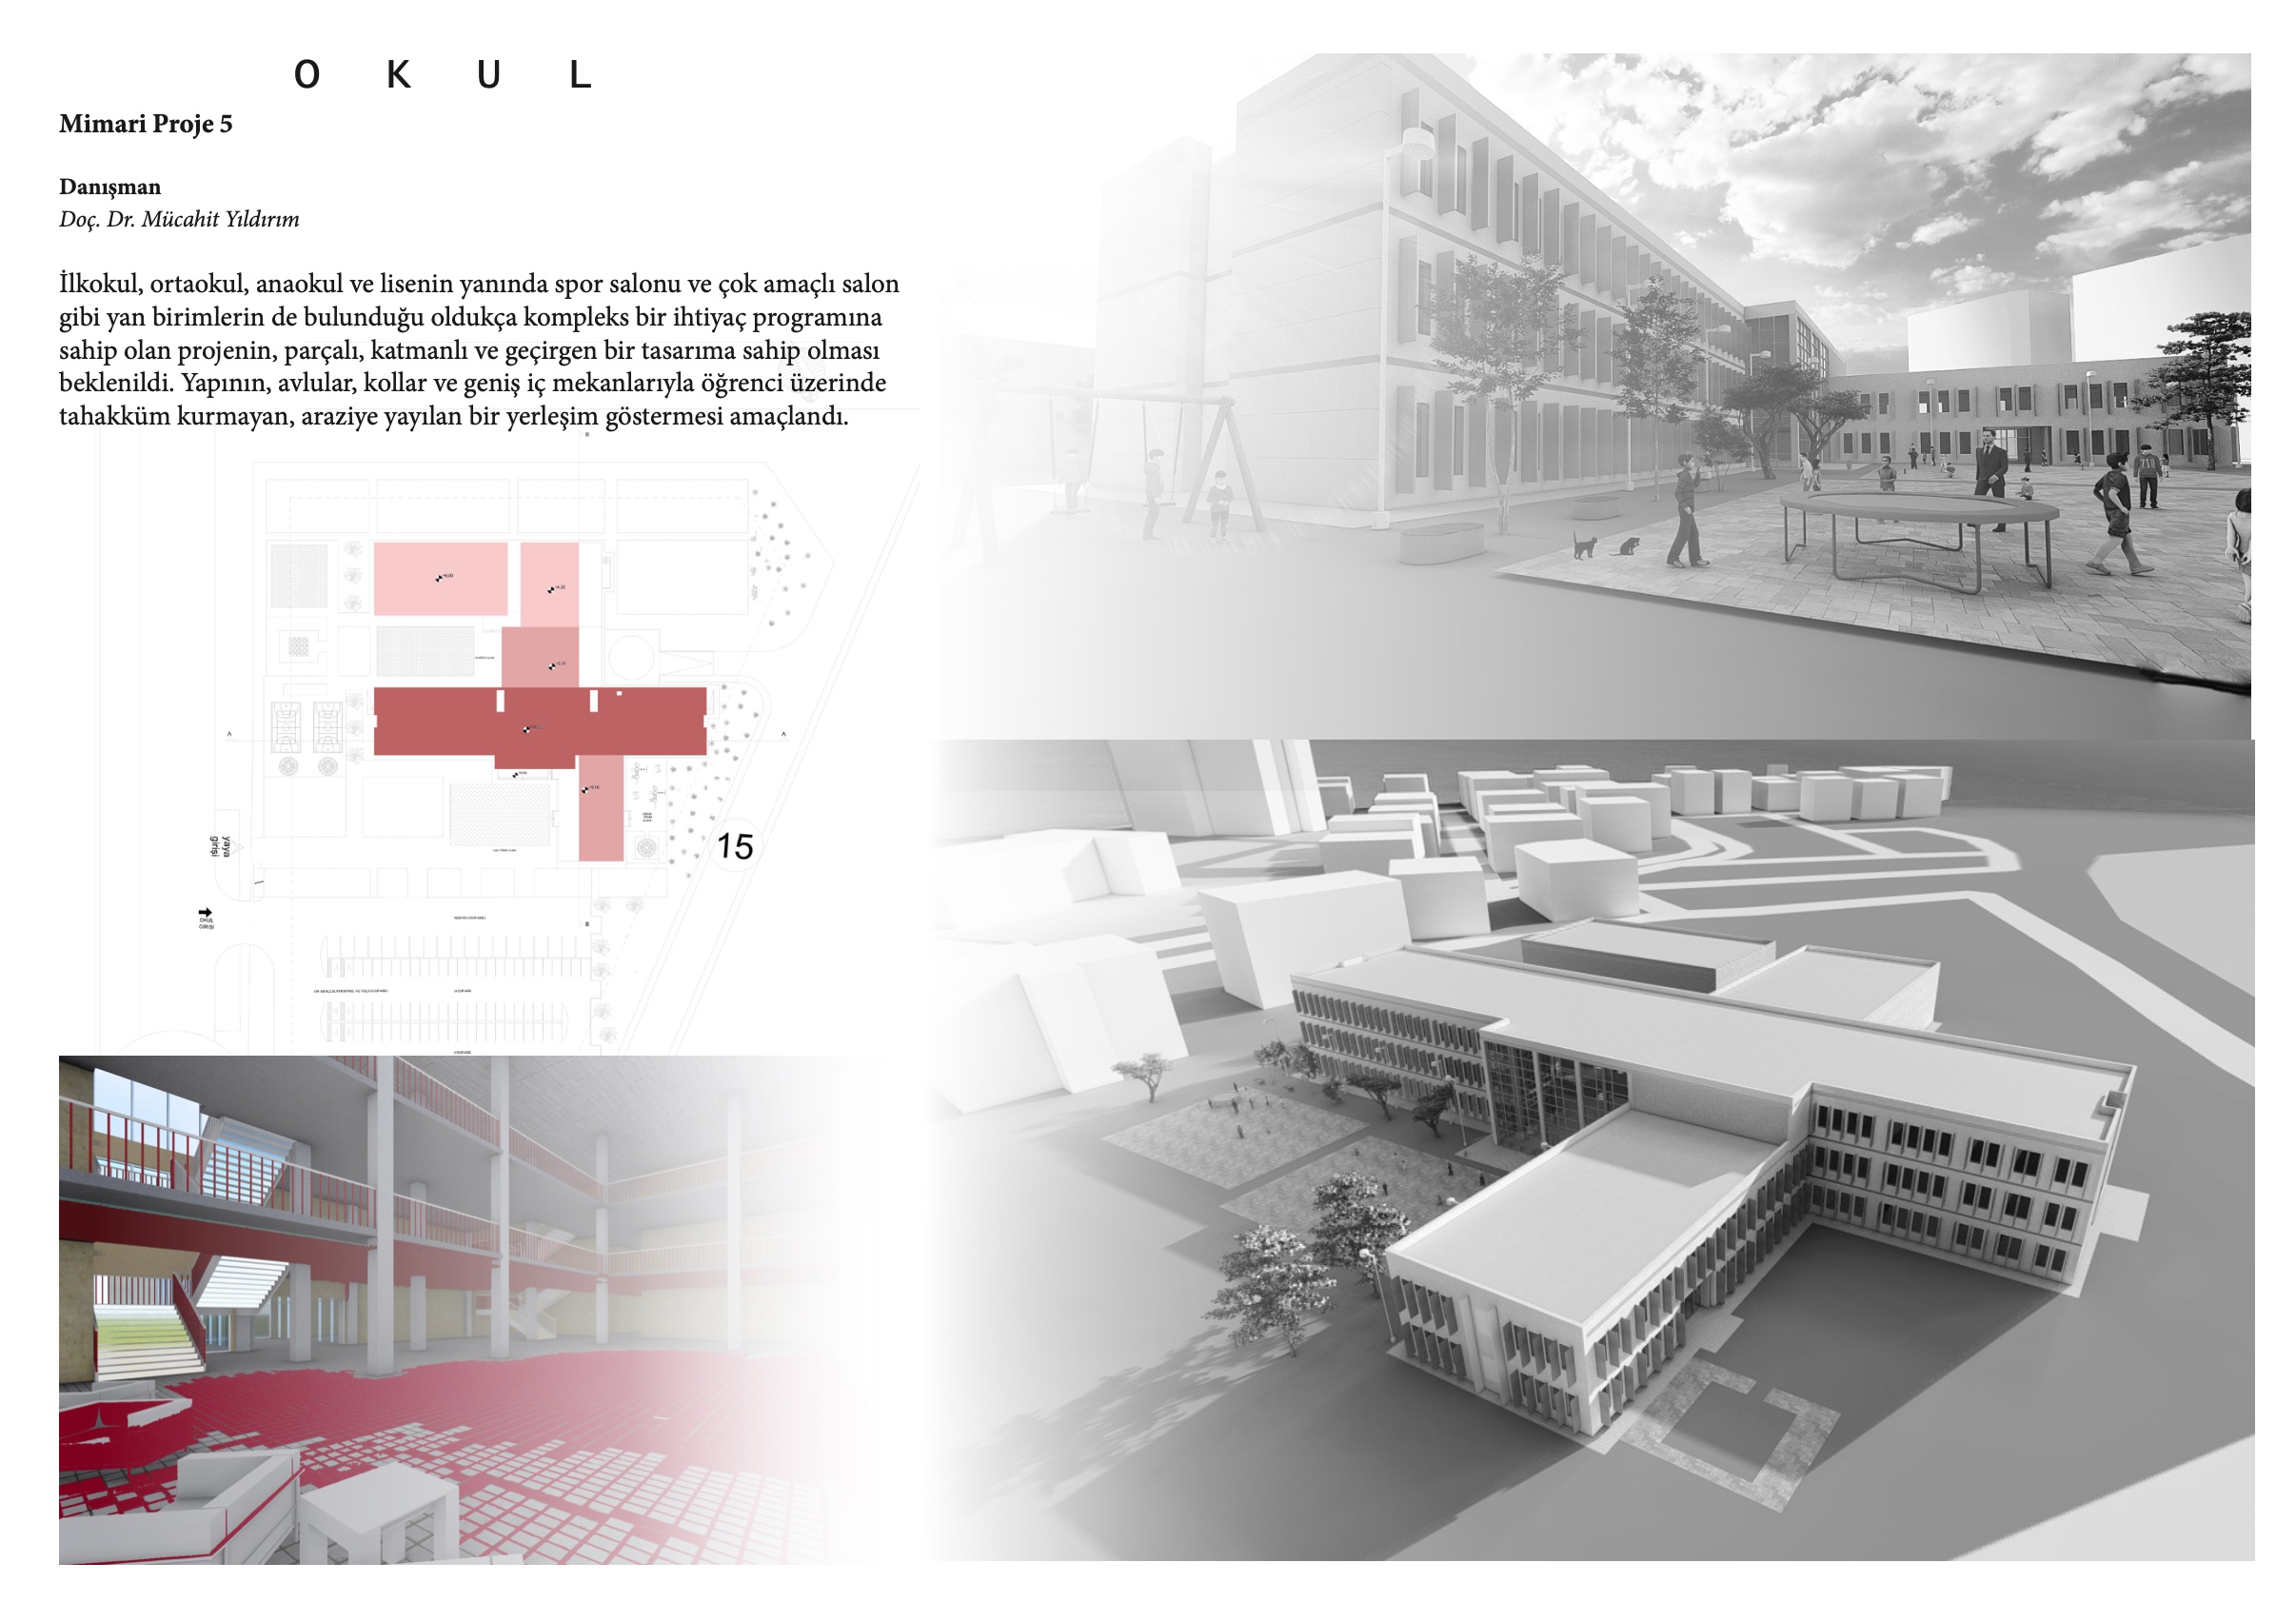 O K U L
Mimari Proje 5
Danışman
Doç. Dr. Mücahit Yıldırım
İlkokul, ortaokul, anaokul ve lisenin yanında spor salonu ve çok amaçlı salon
gibi yan birimlerin de bulunduğu oldukça kompleks bir ihtiyaç programına
sahip olan projenin, parçalı, katmanlı ve geçirgen bir tasarıma sahip olması
beklenildi. Yapının, avlular, kollar ve geniş iç mekanlarıyla öğrenci üzerinde
tahakküm kurmayan, araziye yayılan bir yerleşim göstermesi amaçlandı.
B
A
A
15
yaya
girişi
OKUL
GİRİŞİ
B
OTOPARK